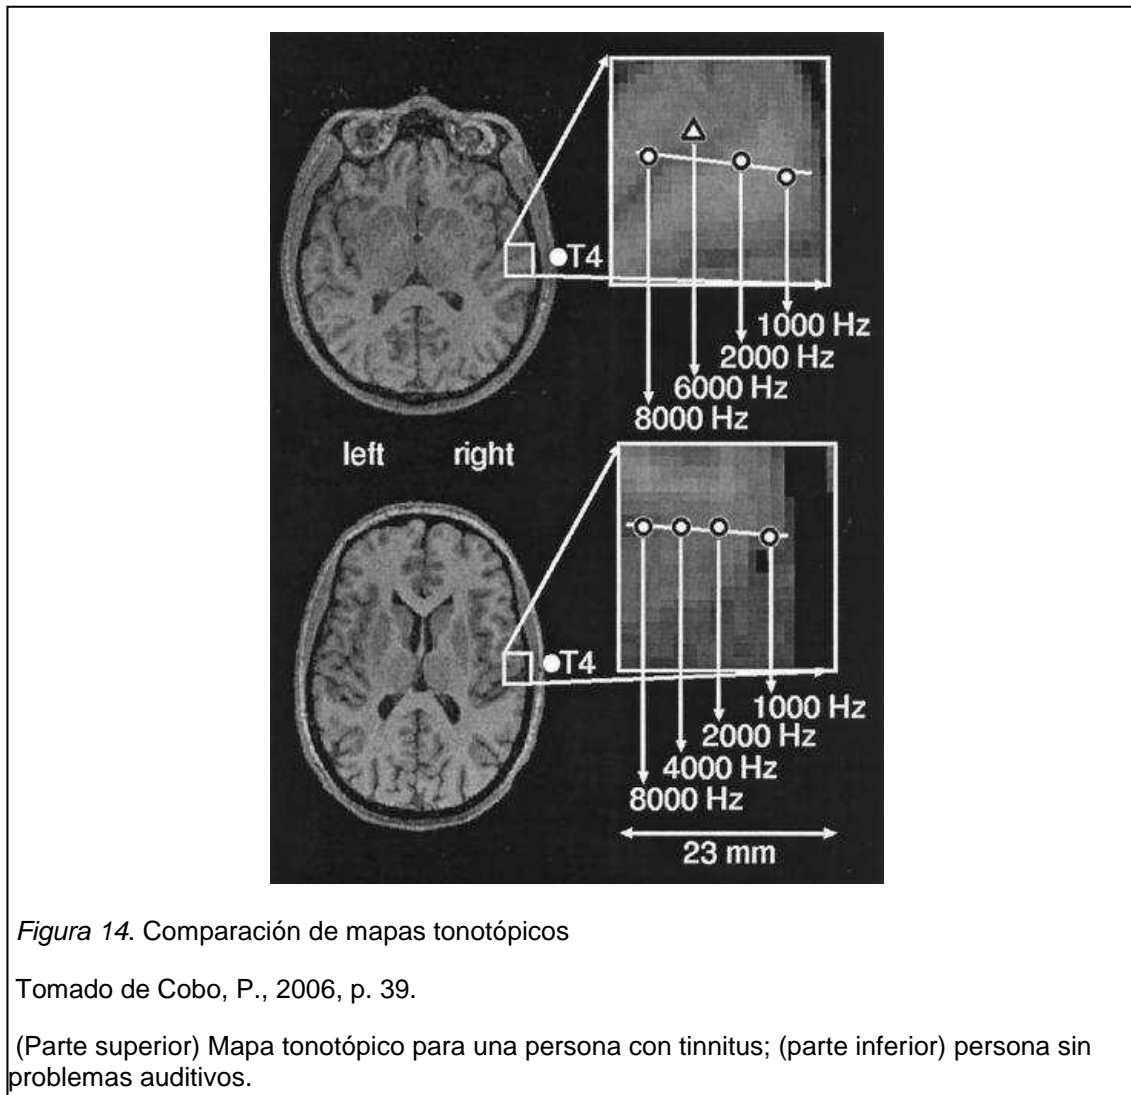 T4
1000 Hz
2000 Hz
6000 Hz
8000 Hz
left right
T4
1000 Hz
2000 Hz
4000 Hz
8000 Hz
23 mm
Figura 14. Comparación de mapas tonotópicos
Tomado de Cobo, P., 2006, p. 39.
(Parte superior) Mapa tonotópico para una persona con tinnitus; (parte inferior) persona sin
problemas auditivos.